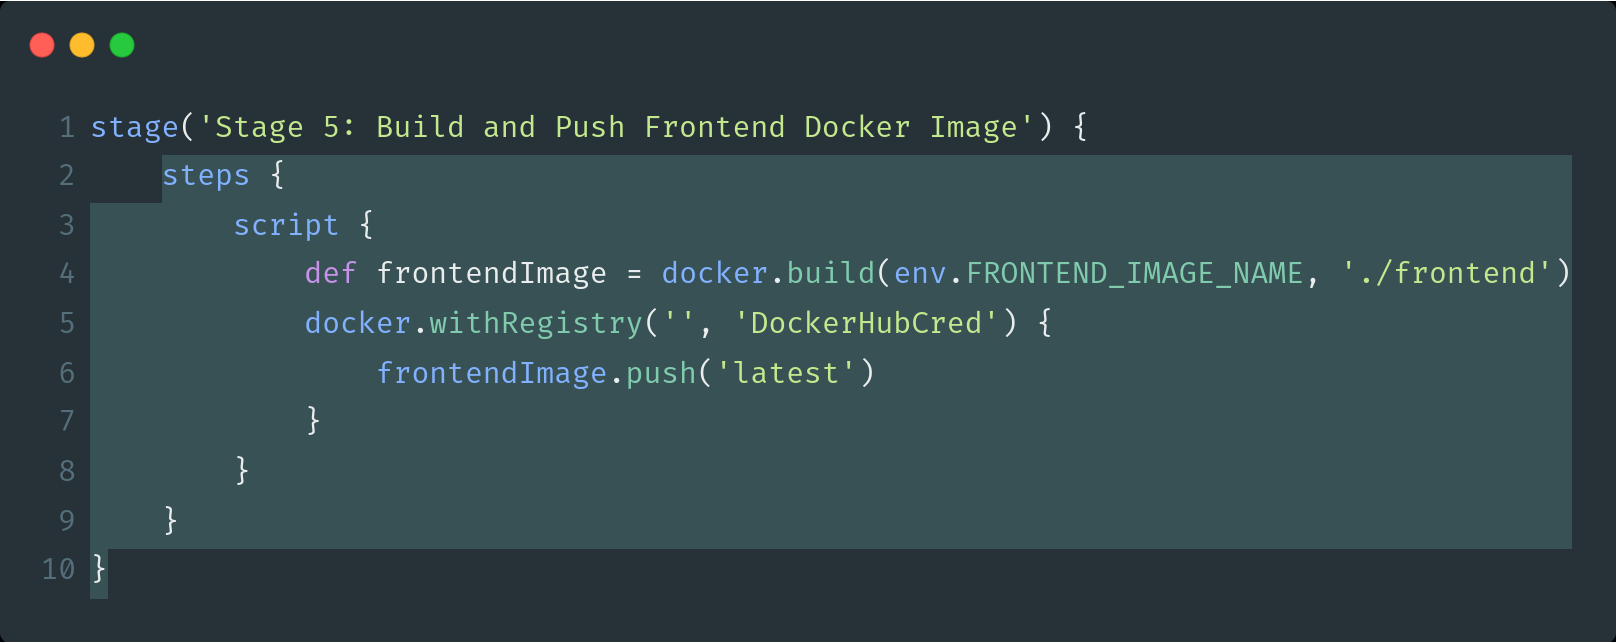 1 stage('Stage 5: Build and Push Frontend Docker Image') {
2     steps {
3         script {
4             def frontendImage = docker.build(env.FRONTEND_IMAGE_NAME, './frontend')
5             docker.withRegistry('', 'DockerHubCred') {
6                 frontendImage.push('latest')
7             }
8         }
9     }
10 }